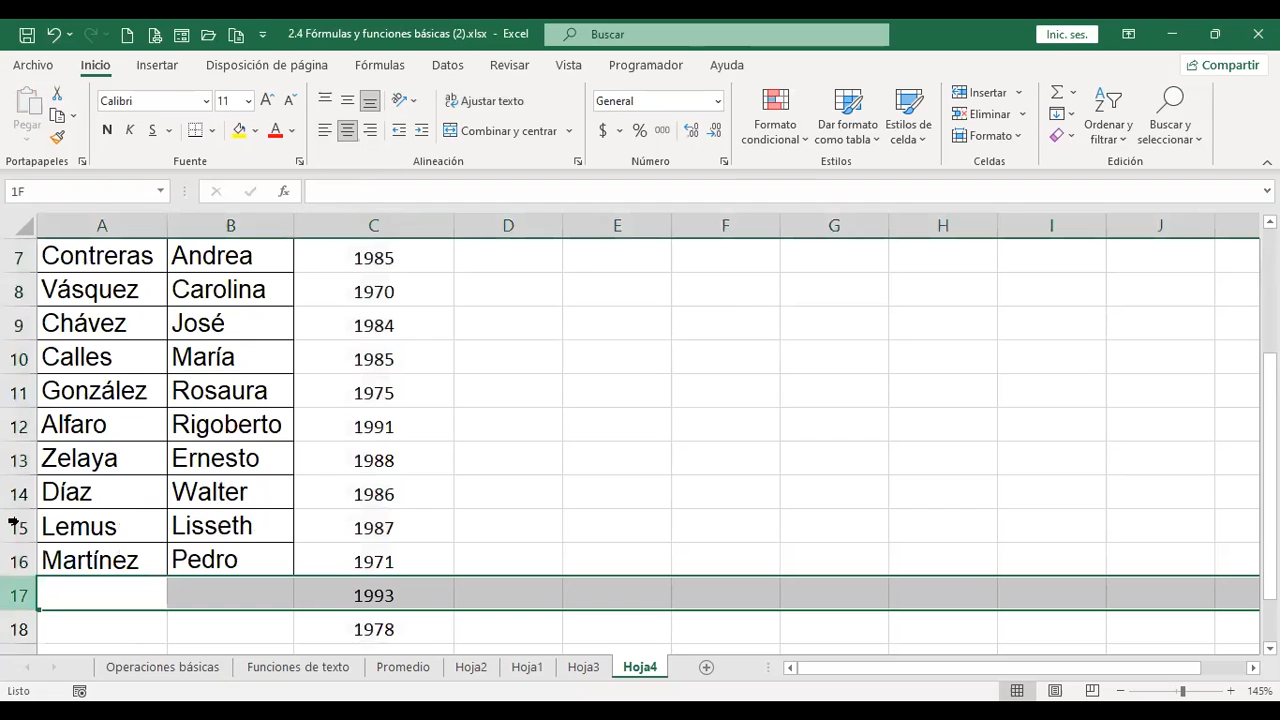 2.4 Fórmulas y funciones básicas (2).xlsx - Excel
Buscar
Inic. ses.
Archivo Inicio Insertar Disposición de página Fórmulas Datos Revisar Vista Programador Ayuda Compartir
Calibri 11 Ajustar texto General Insertar
Pegar N K S A Combinar y centrar $ % 000 Formato condicional Dar formato como tabla Estilos de celda Eliminar Formato Ordenar y filtrar Buscar y seleccionar
Portapapeles Fuente Alineación Número Estilos Celdas Edición
1F fx
A B C D E F G H I J
7 Contreras Andrea 1985
8 Vásquez Carolina 1970
9 Chávez José 1984
10 Calles María 1985
11 González Rosaura 1975
12 Alfaro Rigoberto 1991
13 Zelaya Ernesto 1988
14 Díaz Walter 1986
15 Lemus Lisseth 1987
16 Martínez Pedro 1971
17 1993
18 1978
Operaciones básicas Funciones de texto Promedio Hoja2 Hoja1 Hoja3 Hoja4
Listo 145%